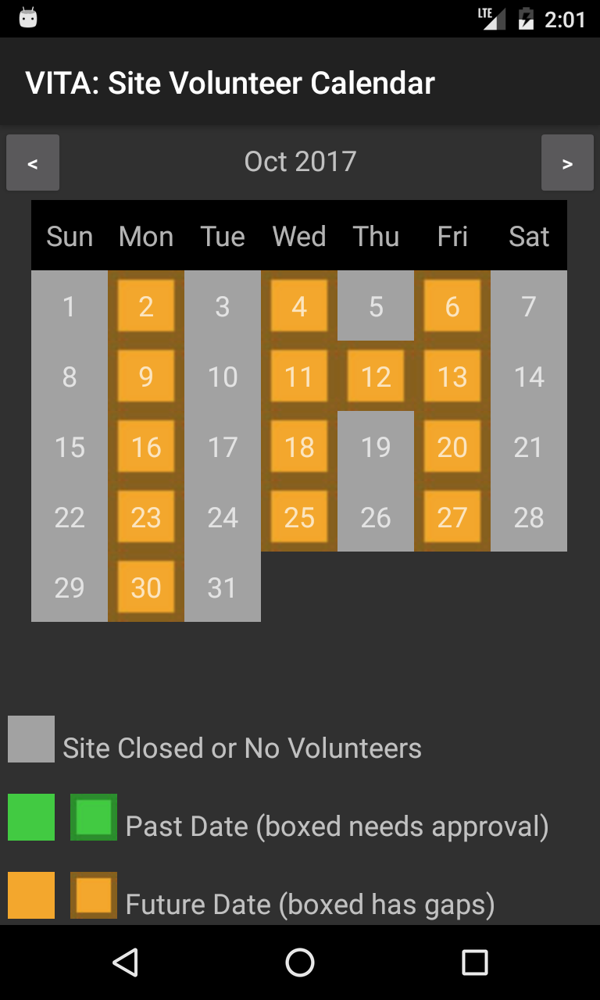 LTE 2:01
VITA: Site Volunteer Calendar
< Oct 2017 >
Sun Mon Tue Wed Thu Fri Sat
1 2 3 4 5 6 7
8 9 10 11 12 13 14
15 16 17 18 19 20 21
22 23 24 25 26 27 28
29 30 31
Site Closed or No Volunteers
Past Date (boxed needs approval)
Future Date (boxed has gaps)